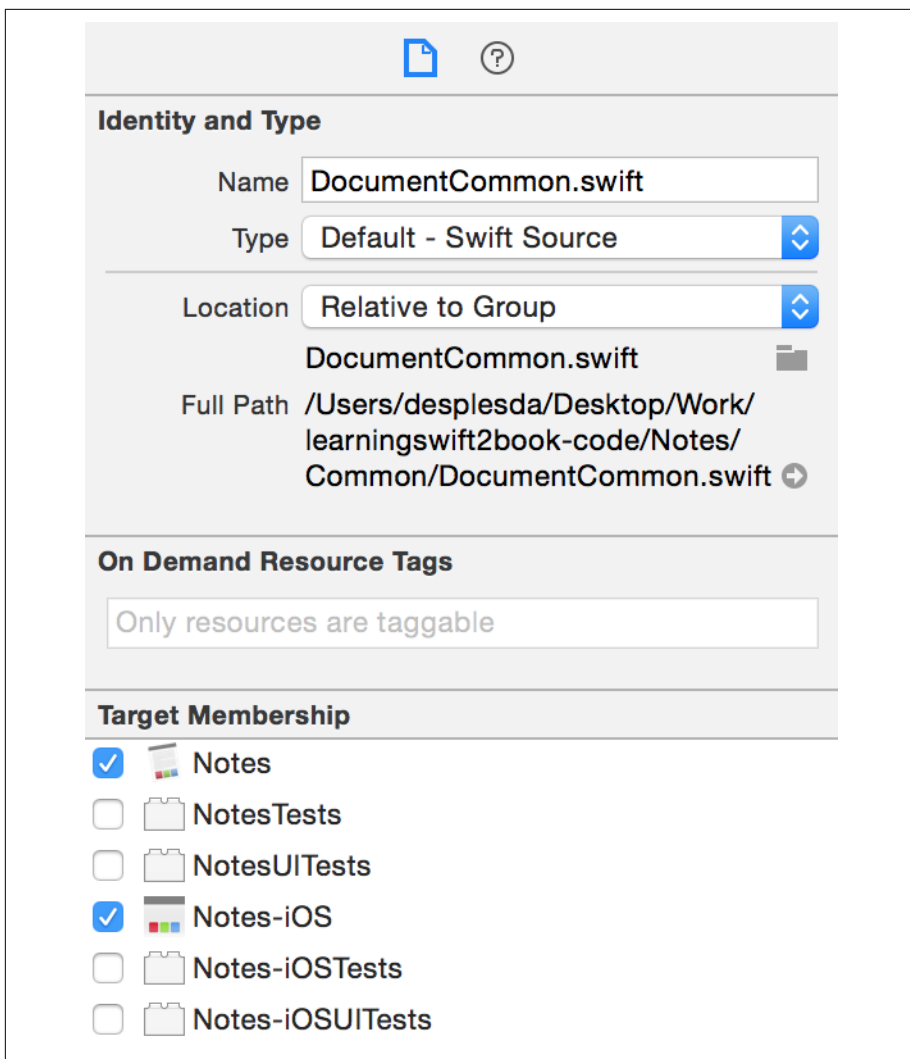 Identity and Type
Name DocumentCommon.swift
Type Default - Swift Source
Location Relative to Group
DocumentCommon.swift
Full Path /Users/desplesda/Desktop/Work/
learningswift2book-code/Notes/
Common/DocumentCommon.swift
On Demand Resource Tags
Only resources are taggable
Target Membership
Notes
NotesTests
NotesUITests
Notes-iOS
Notes-iOSTests
Notes-iOSUITests